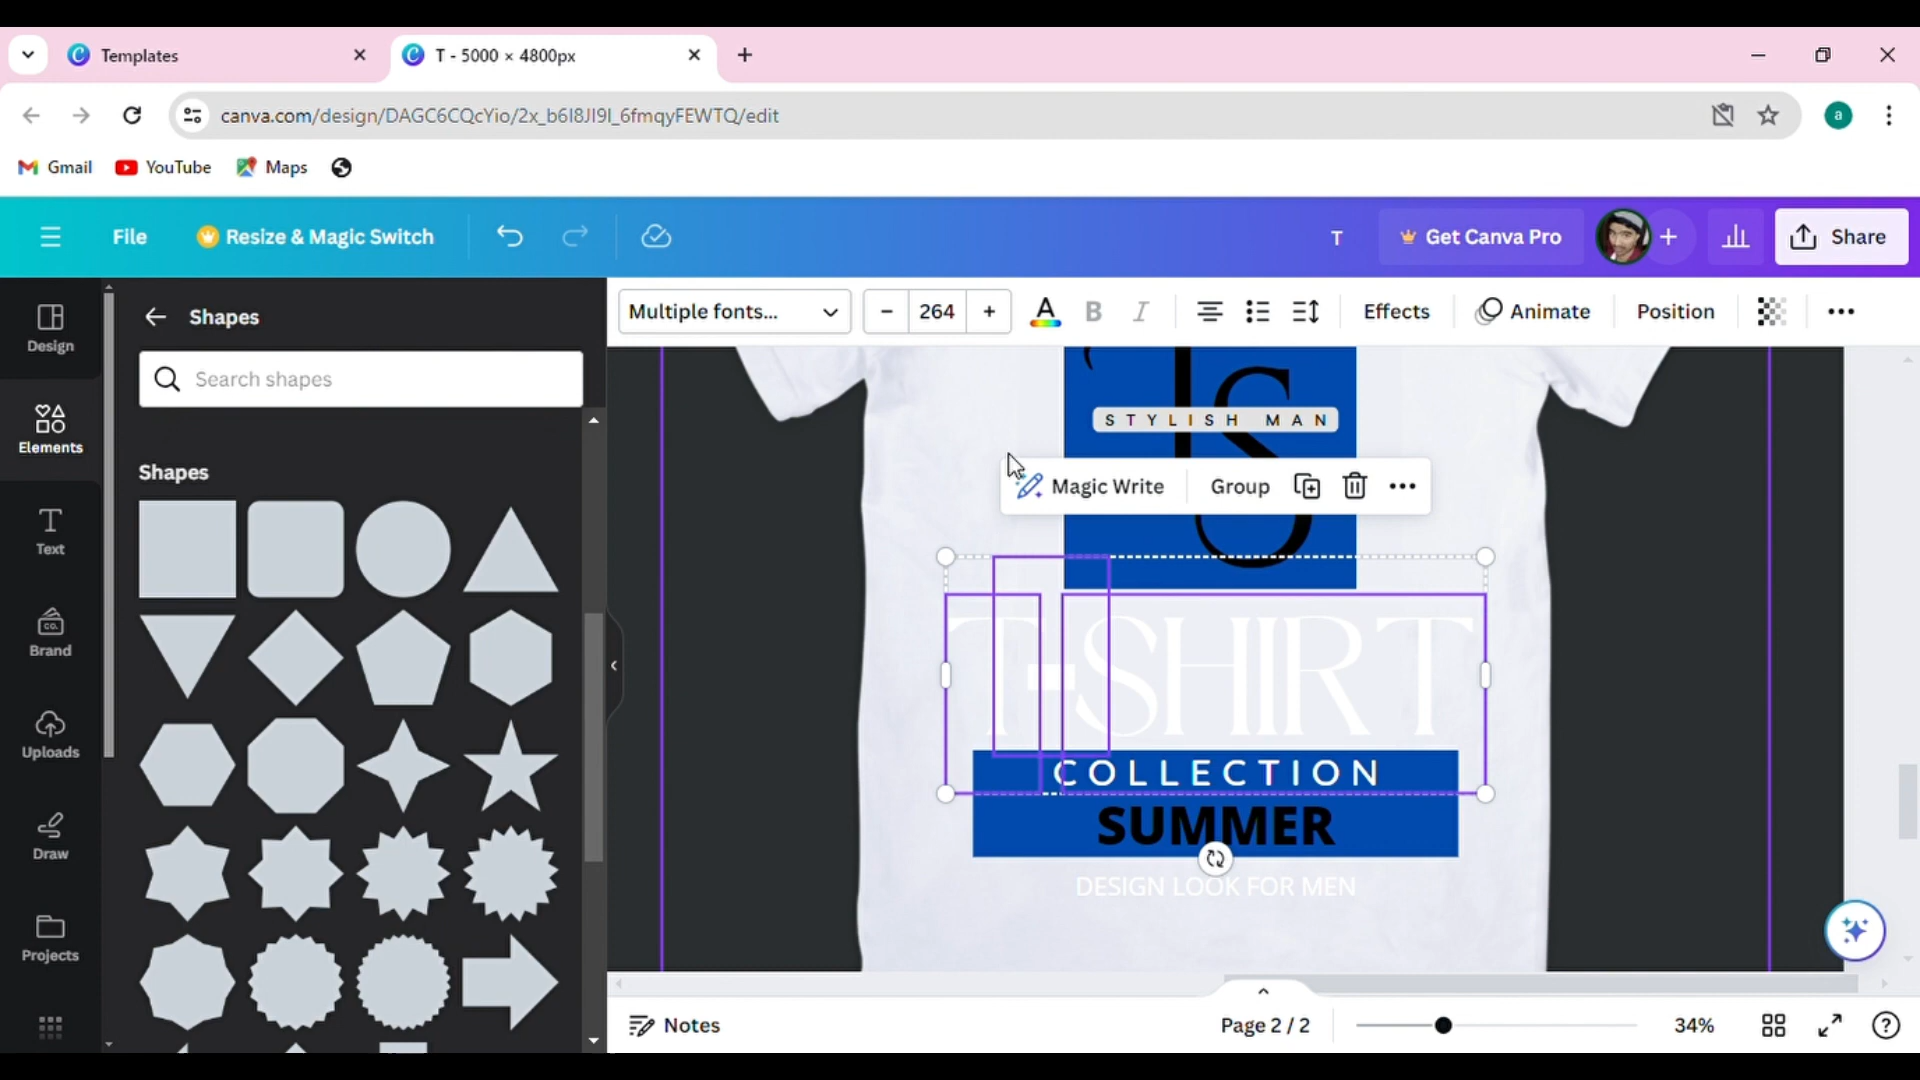 Templates
T - 5000 × 4800px
canva.com/design/DAGC6CQcYio/2x_b6I8JI9I_6fmqyFEWTQ/edit
a
Gmail
YouTube
Maps
File
Resize & Magic Switch
T
Get Canva Pro
Share
Design
Elements
Text
Brand
Uploads
Draw
Projects
Shapes
Search shapes
Shapes
Multiple fonts...
264
Effects
Animate
Position
S
STYLISH MAN
Magic Write
Group
T-SHIRT
COLLECTION
SUMMER
DESIGN LOOK FOR MEN
Notes
Page 2 / 2
34%